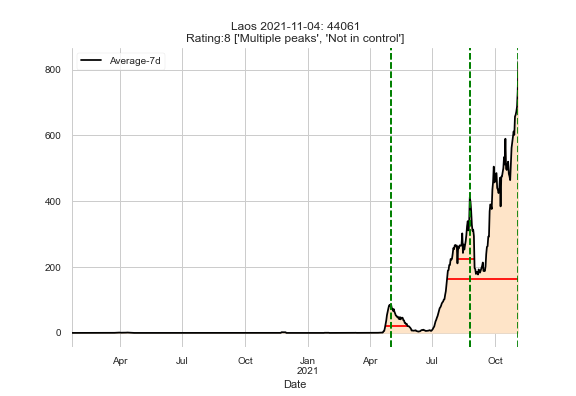 Laos 2021-11-04: 44061
Rating:8 ['Multiple peaks', 'Not in control']
Average-7d
800
600
400
200
0
Apr Jul Oct Jan Apr Jul Oct
2021
Date